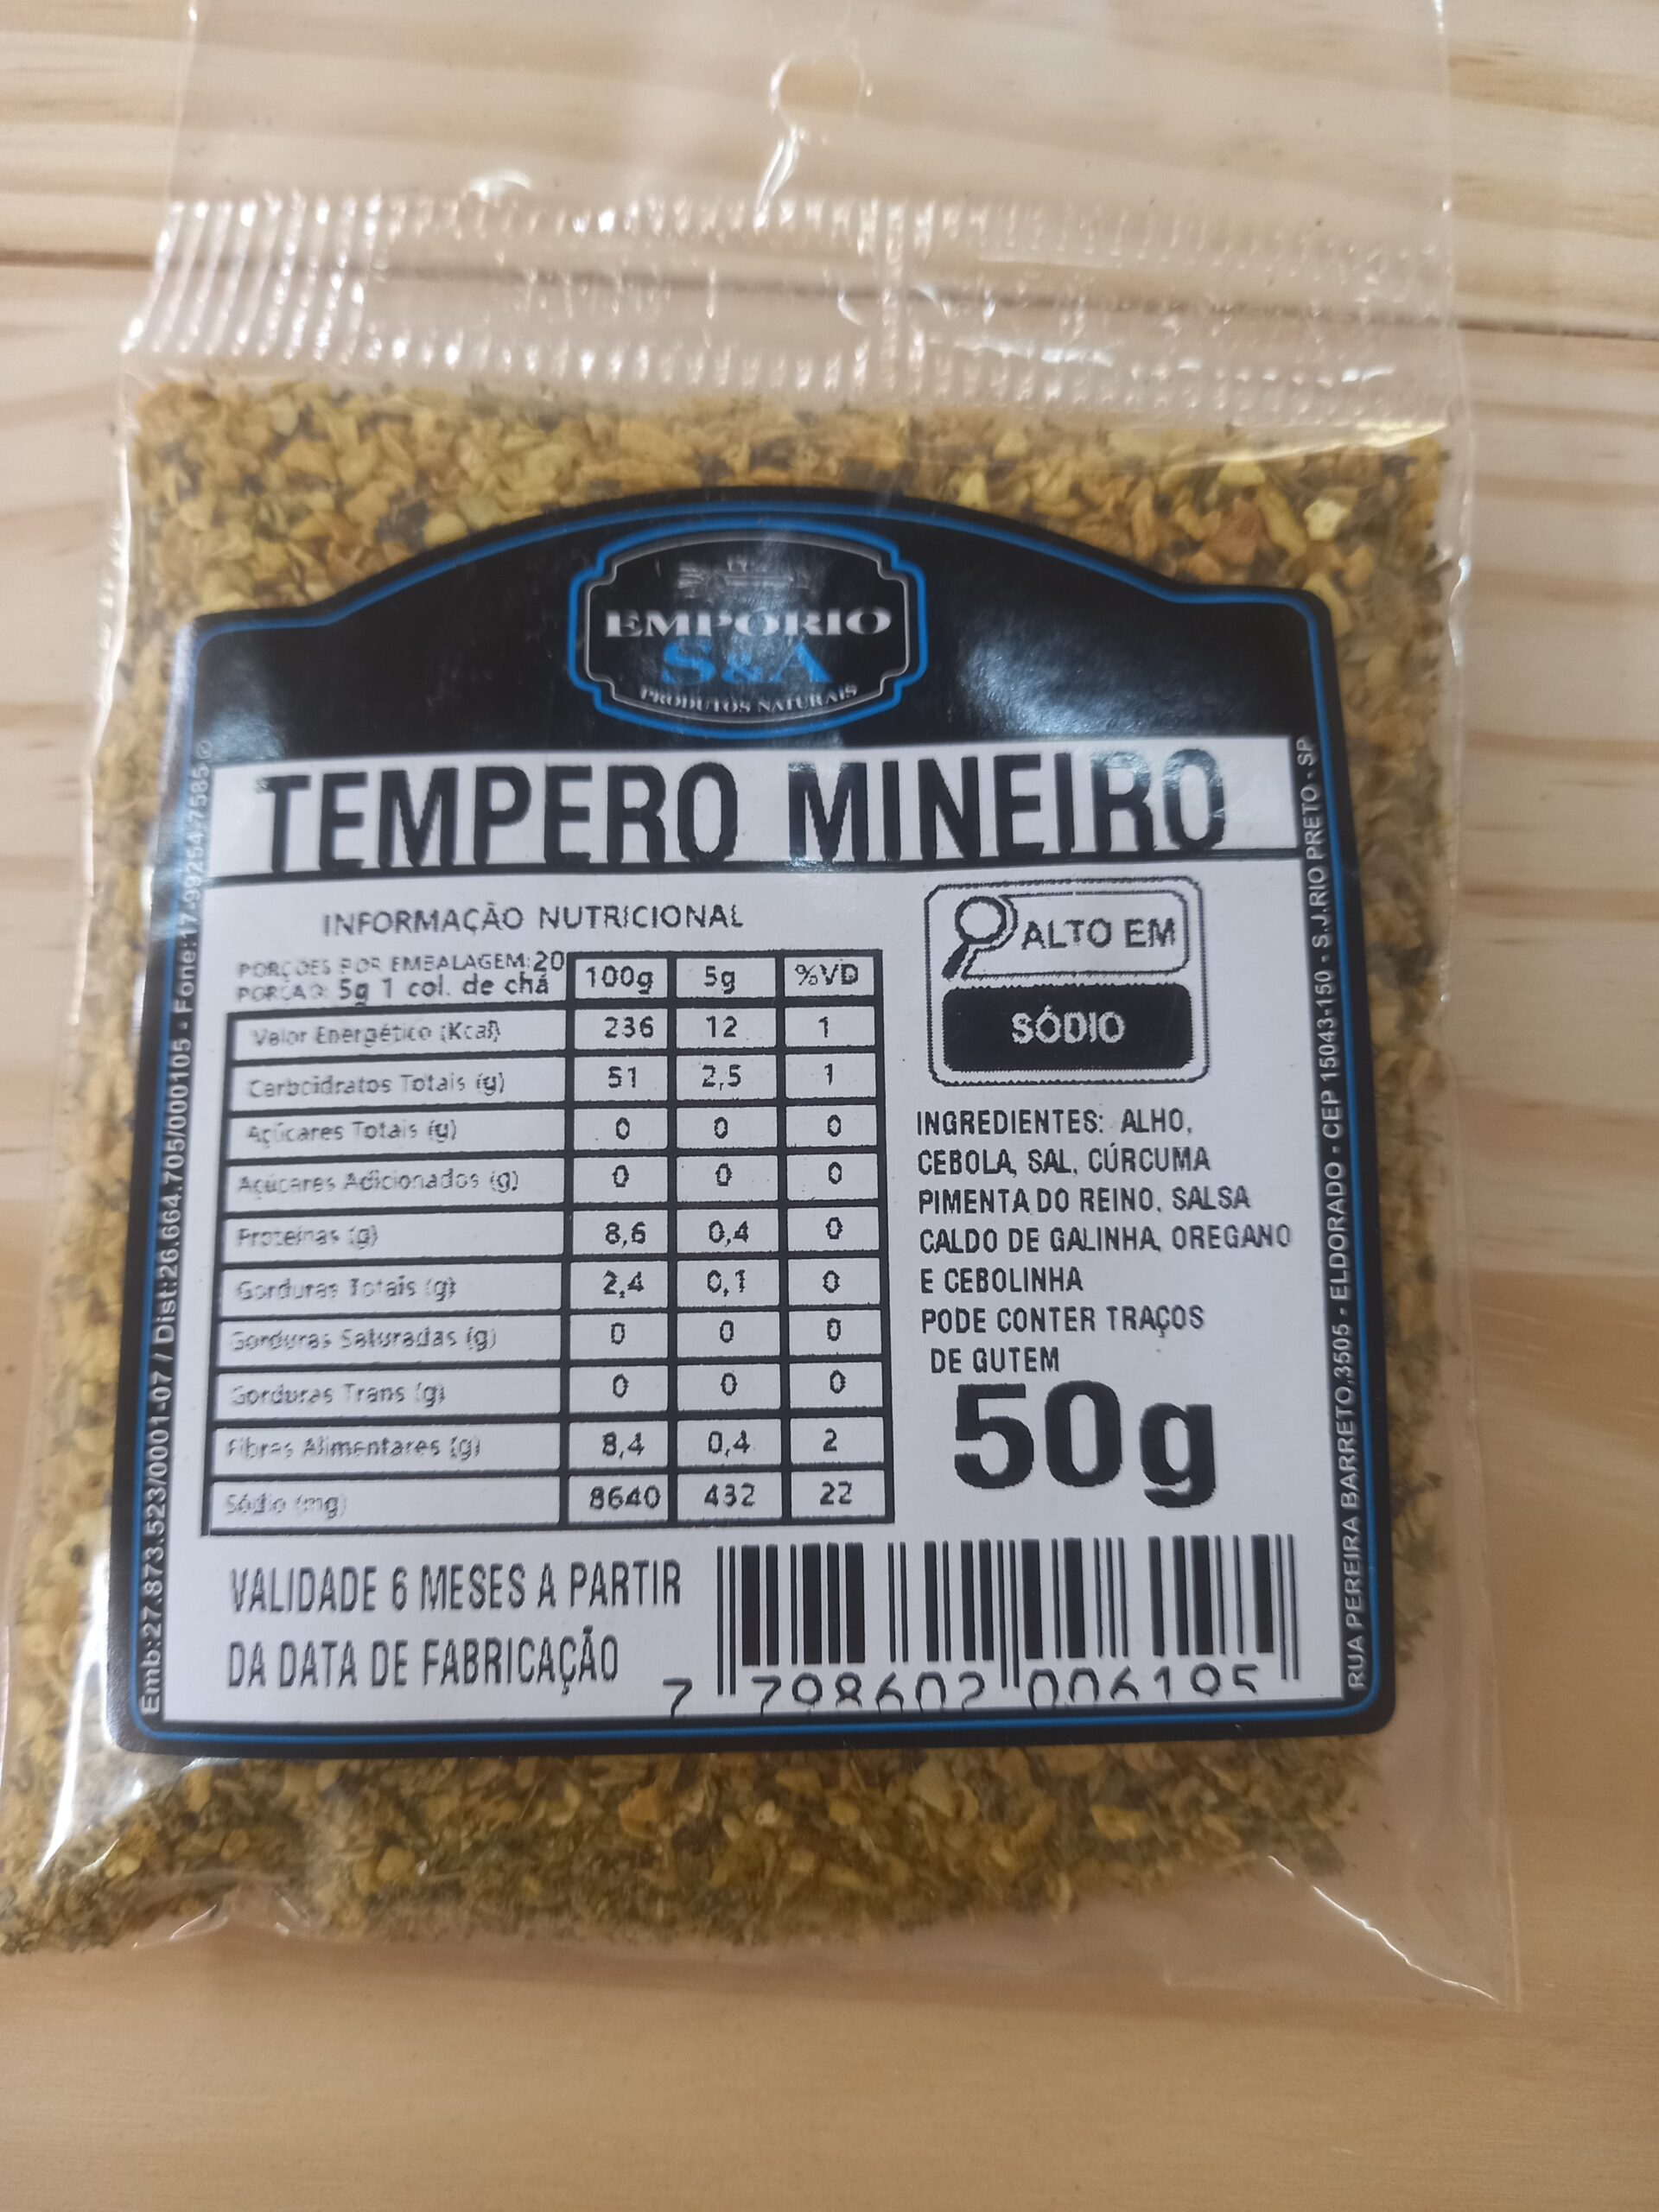 EMPÓRIO
S&A
PRODUTOS NATURAIS
TEMPERO MINEIRO
INFORMAÇÃO NUTRICIONAL
PORÇOES POR EMBALAGEM:20
PORÇAO: 5g 1 col. de chá
100g 5g %VD
Valor Energético (Kcal) 236 12 1
Carboidratos Totais (g) 51 2,5 1
Açúcares Totais (g) 0 0 0
Açúcares Adicionados (g) 0 0 0
Proteínas (g) 8,6 0,4 0
Gorduras Totais (g) 2,4 0,1 0
Gorduras Saturadas (g) 0 0 0
Gorduras Trans (g) 0 0 0
Fibras Alimentares (g) 8,4 0,4 2
Sódio (mg) 8640 432 22
ALTO EM
SÓDIO
INGREDIENTES: ALHO,
CEBOLA, SAL, CÚRCUMA
PIMENTA DO REINO, SALSA
CALDO DE GALINHA, OREGANO
E CEBOLINHA
PODE CONTER TRAÇOS
DE GUTEM
50g
VALIDADE 6 MESES A PARTIR
DA DATA DE FABRICAÇÃO
7 798602 006195
Emb:27.873.523/0001-07 / Dist:26.664.705/000105 - Fone:17-99254-7585
RUA PEREIRA BARRETO,3505 - ELDORADO - CEP 15043-150 - S.J.RIO PRETO - SP